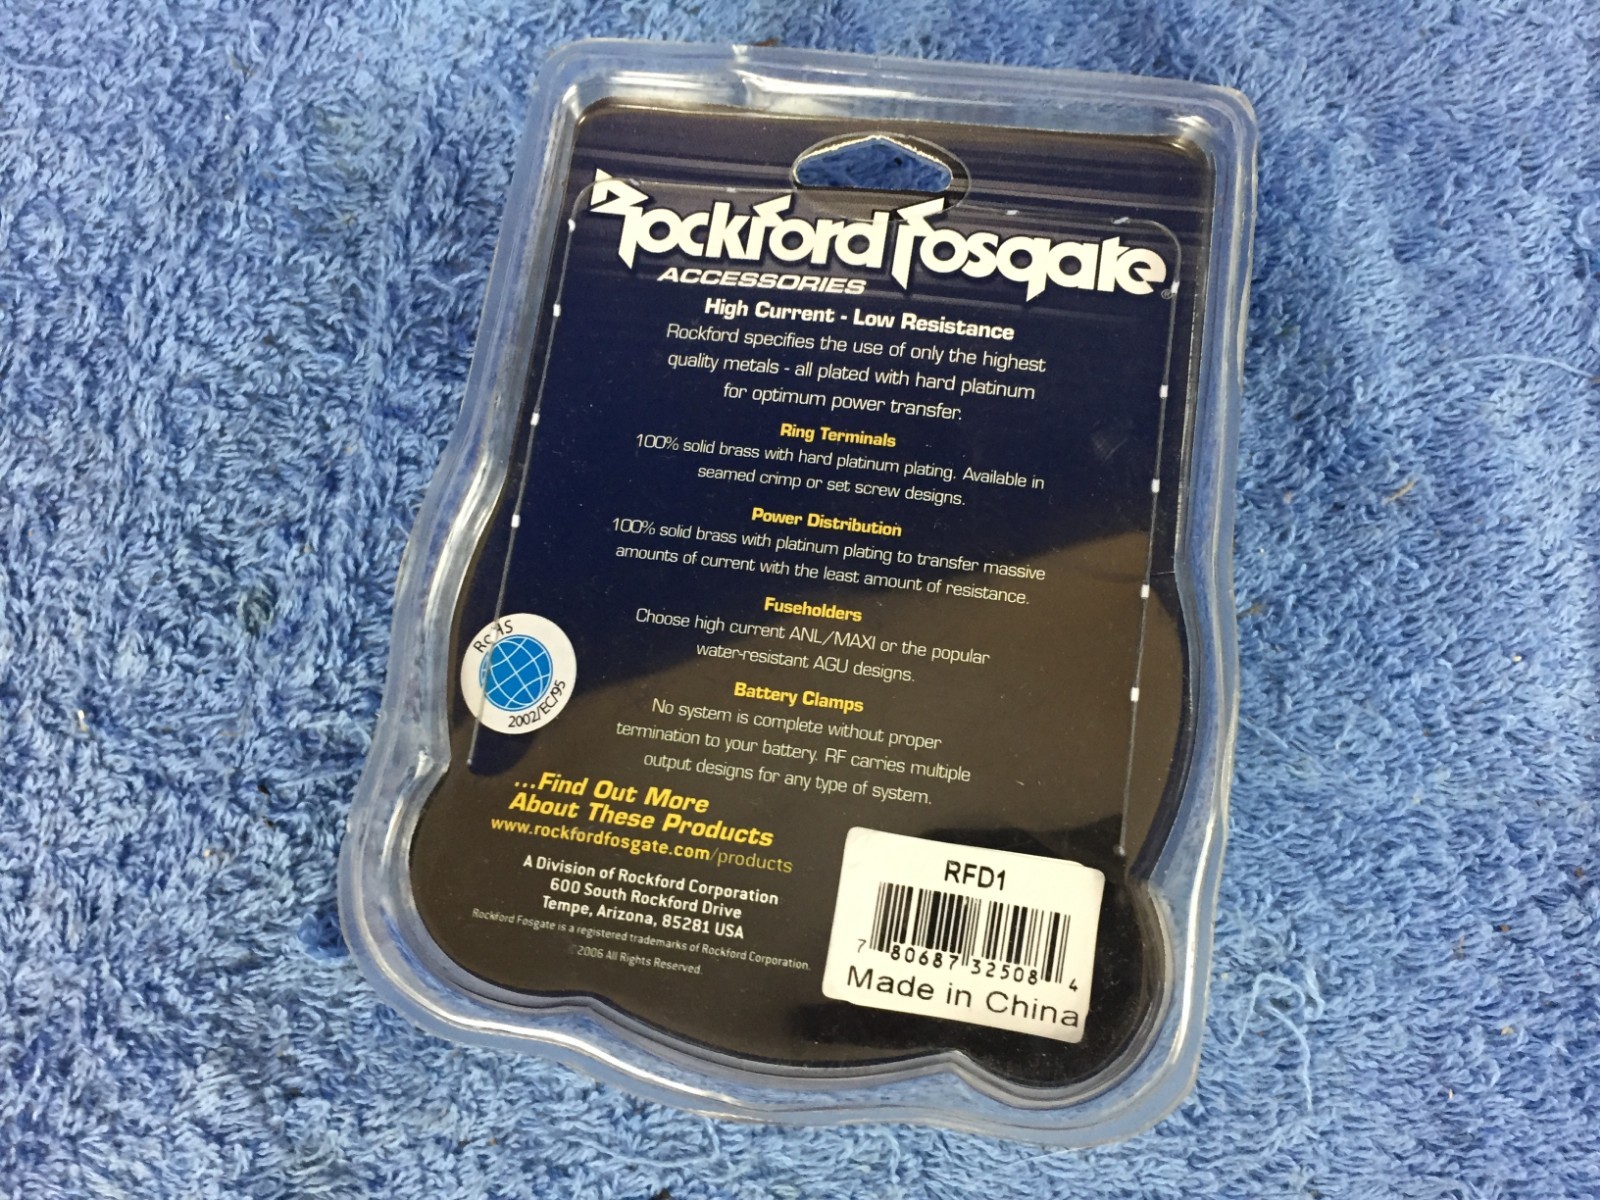 Rockford Fosgate®
ACCESSORIES
High Current - Low Resistance
Rockford specifies the use of only the highest
quality metals - all plated with hard platinum
for optimum power transfer.
Ring Terminals
100% solid brass with hard platinum plating. Available in
seamed crimp or set screw designs.
Power Distribution
100% solid brass with platinum plating to transfer massive
amounts of current with the least amount of resistance.
Fuseholders
Choose high current ANL/MAXI or the popular
water-resistant AGU designs.
Battery Clamps
No system is complete without proper
termination to your battery. RF carries multiple
output designs for any type of system.
RoHS
2002/EC/95
...Find Out More
About These Products
www.rockfordfosgate.com/products
A Division of Rockford Corporation
600 South Rockford Drive
Tempe, Arizona, 85281 USA
Rockford Fosgate is a registered trademarks of Rockford Corporation.
©2006 All Rights Reserved.
RFD1
7 80687 32508 4
Made in China